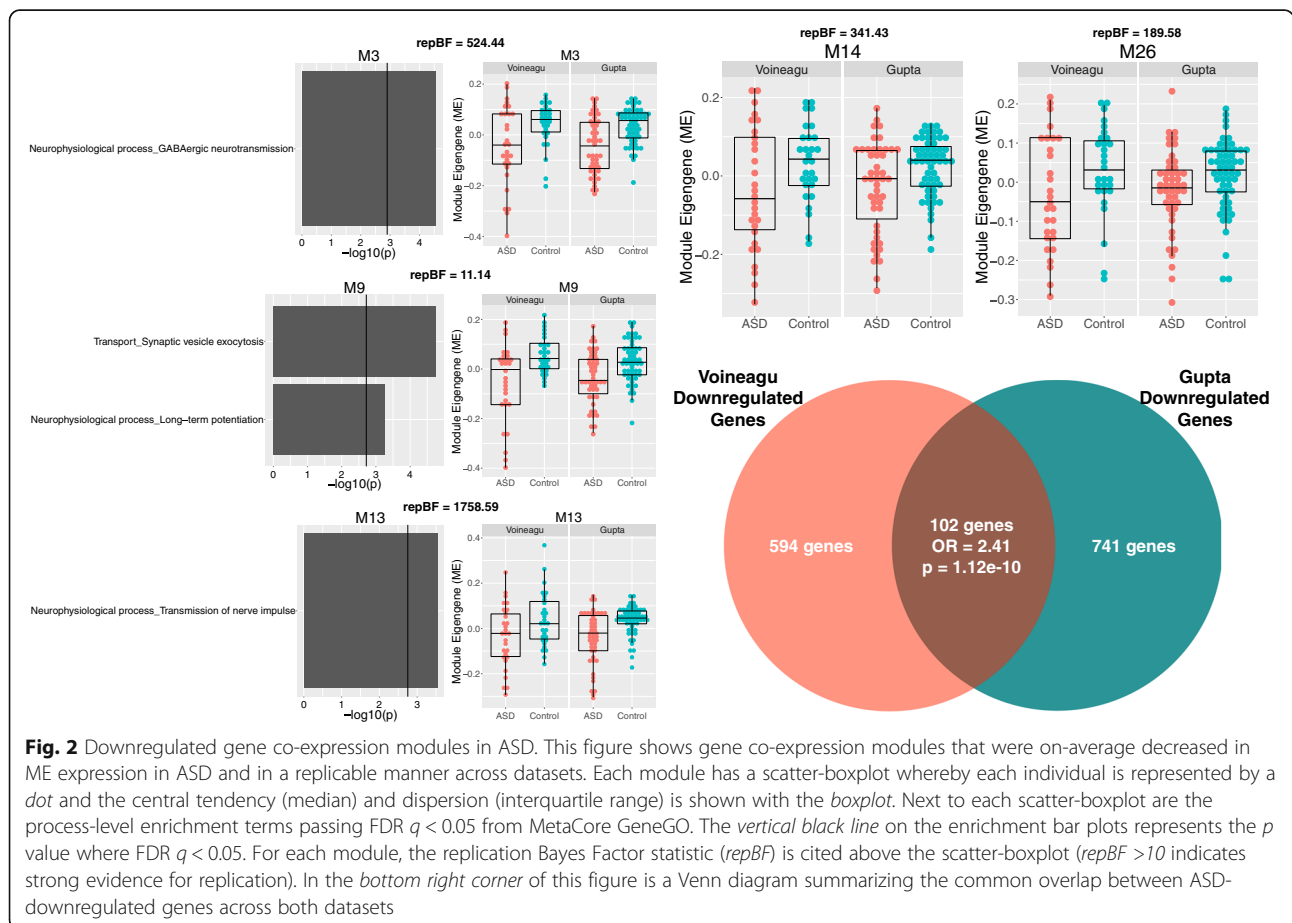 repBF = 524.44
M3
M3
Voineagu
Gupta
Neurophysiological process_GABAergic neurotransmission
Module Eigengene (ME)
0.2
0.0
−0.2
−0.4
0 1 2 3 4
−log10(p)
ASD Control ASD Control
repBF = 11.14
M9
M9
Voineagu
Gupta
Transport_Synaptic vesicle exocytosis
Neurophysiological process_Long−term potentiation
Module Eigengene (ME)
0.2
0.0
−0.2
−0.4
0 1 2 3 4
−log10(p)
ASD Control ASD Control
repBF = 1758.59
M13
M13
Voineagu
Gupta
Neurophysiological process_Transmission of nerve impulse
Module Eigengene (ME)
0.4
0.2
0.0
−0.2
0 1 2 3
−log10(p)
ASD Control ASD Control
repBF = 341.43
M14
Voineagu
Gupta
Module Eigengene (ME)
0.2
0.0
−0.2
ASD Control ASD Control
repBF = 189.58
M26
Voineagu
Gupta
Module Eigengene (ME)
0.2
0.1
0.0
−0.1
−0.2
−0.3
ASD Control ASD Control
Voineagu
Downregulated
Genes
Gupta
Downregulated
Genes
594 genes
102 genes
OR = 2.41
p = 1.12e-10
741 genes
Fig. 2 Downregulated gene co-expression modules in ASD. This figure shows gene co-expression modules that were on-average decreased in
ME expression in ASD and in a replicable manner across datasets. Each module has a scatter-boxplot whereby each individual is represented by a
dot and the central tendency (median) and dispersion (interquartile range) is shown with the boxplot. Next to each scatter-boxplot are the
process-level enrichment terms passing FDR q < 0.05 from MetaCore GeneGO. The vertical black line on the enrichment bar plots represents the p
value where FDR q < 0.05. For each module, the replication Bayes Factor statistic (repBF) is cited above the scatter-boxplot (repBF >10 indicates
strong evidence for replication). In the bottom right corner of this figure is a Venn diagram summarizing the common overlap between ASD-
downregulated genes across both datasets